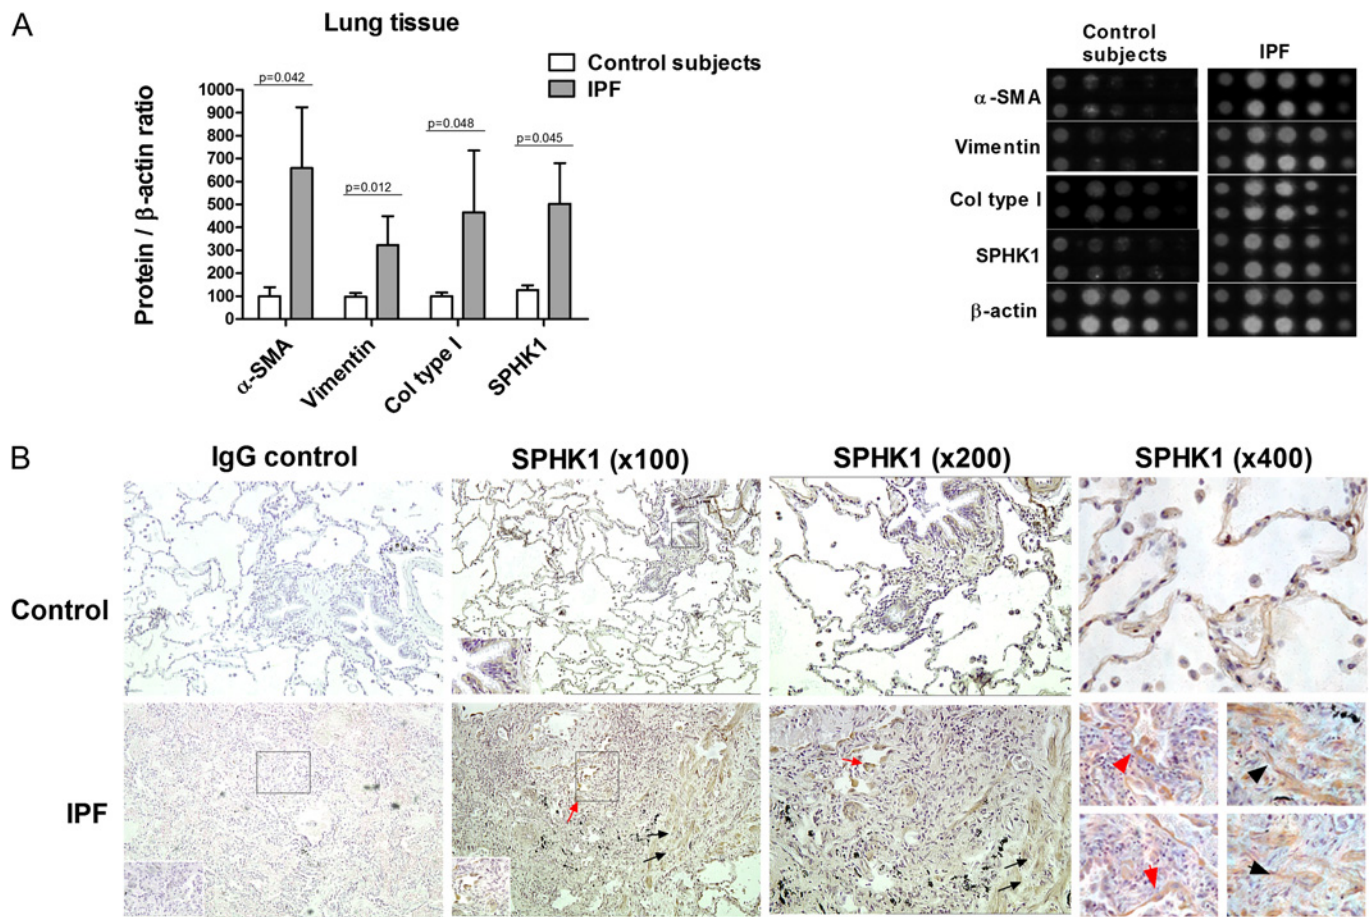 A
Lung tissue
Control subjects
IPF
Protein / β-actin ratio
1000
900
800
700
600
500
400
300
200
100
0
p=0.042
p=0.012
p=0.048
p=0.045
α-SMA
Vimentin
Col type I
SPHK1
Control
subjects
IPF
α-SMA
Vimentin
Col type I
SPHK1
β-actin
B
IgG control
SPHK1 (x100)
SPHK1 (x200)
SPHK1 (x400)
Control
IPF